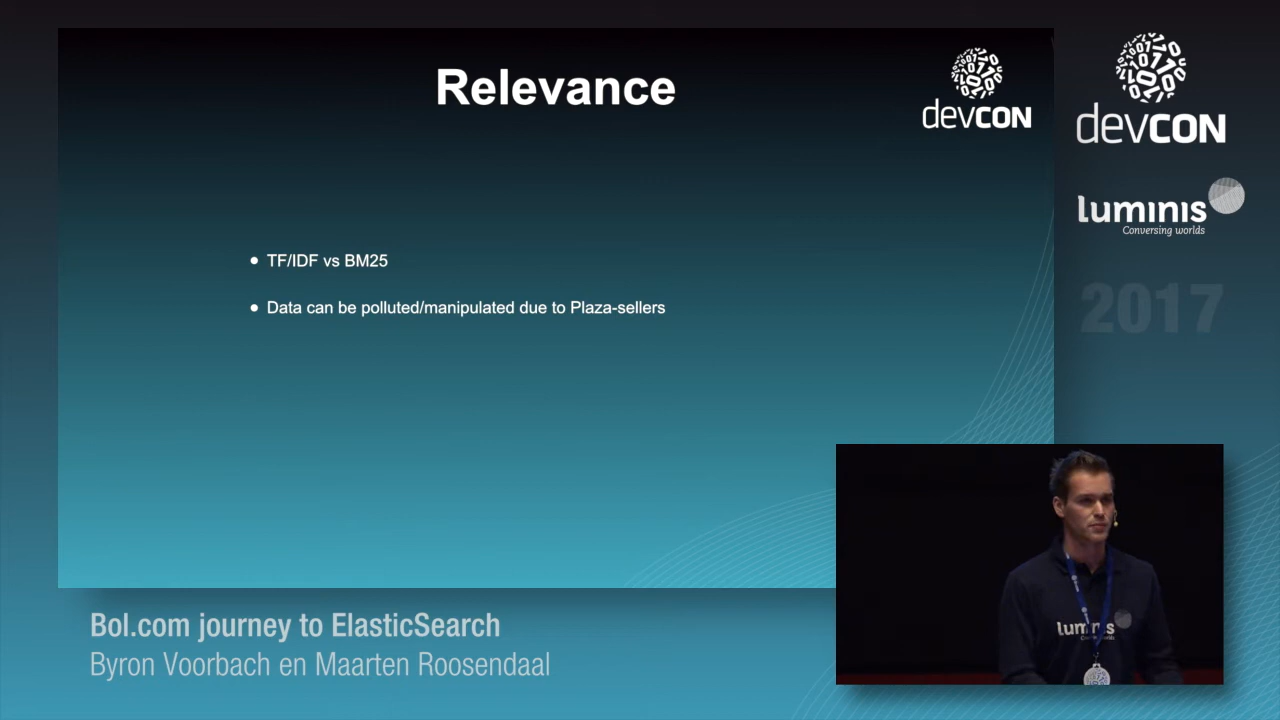 Relevance
devcon
devcon
luminis
Conversing worlds
2017
• TF/IDF vs BM25
• Data can be polluted/manipulated due to Plaza-sellers
luminis
Bol.com journey to ElasticSearch
Byron Voorbach en Maarten Roosendaal